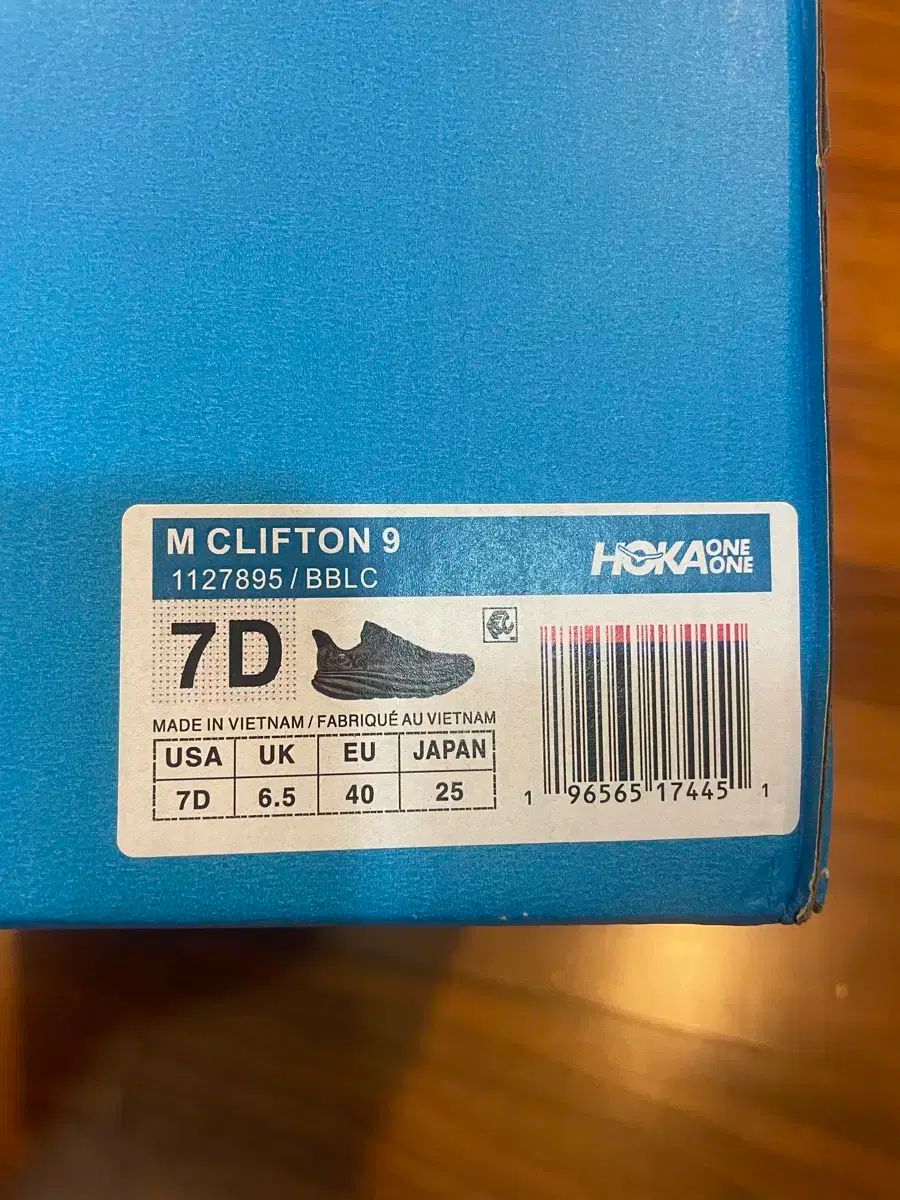 M CLIFTON 9
1127895 / BBLC
HOKA ONE ONE
7D
MADE IN VIETNAM / FABRIQUÉ AU VIETNAM
USA UK EU JAPAN
7D 6.5 40 25
1 96565 17445 1